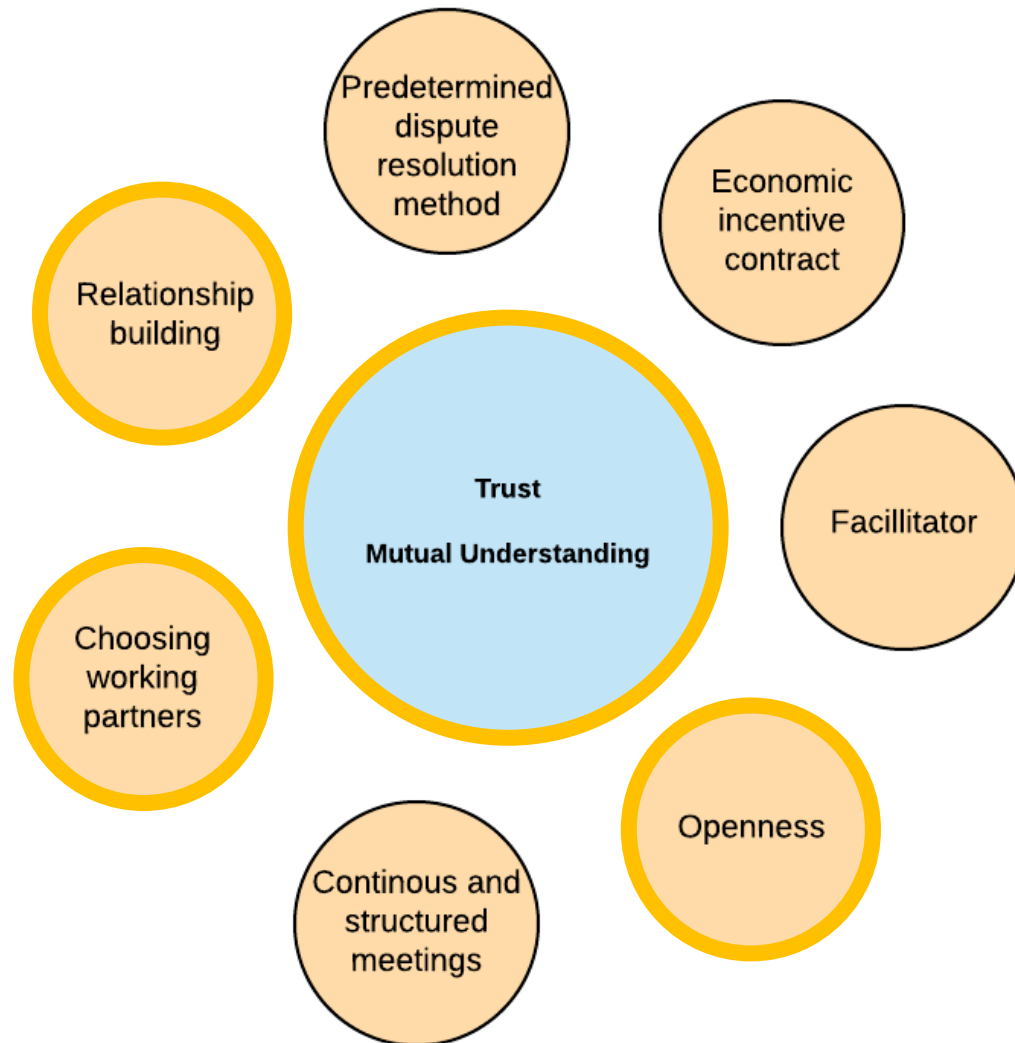 Predetermined
dispute
resolution
method
Economic
incentive
contract
Relationship
building
Trust
Mutual Understanding
Facillitator
Choosing
working
partners
Openness
Continous and
structured
meetings